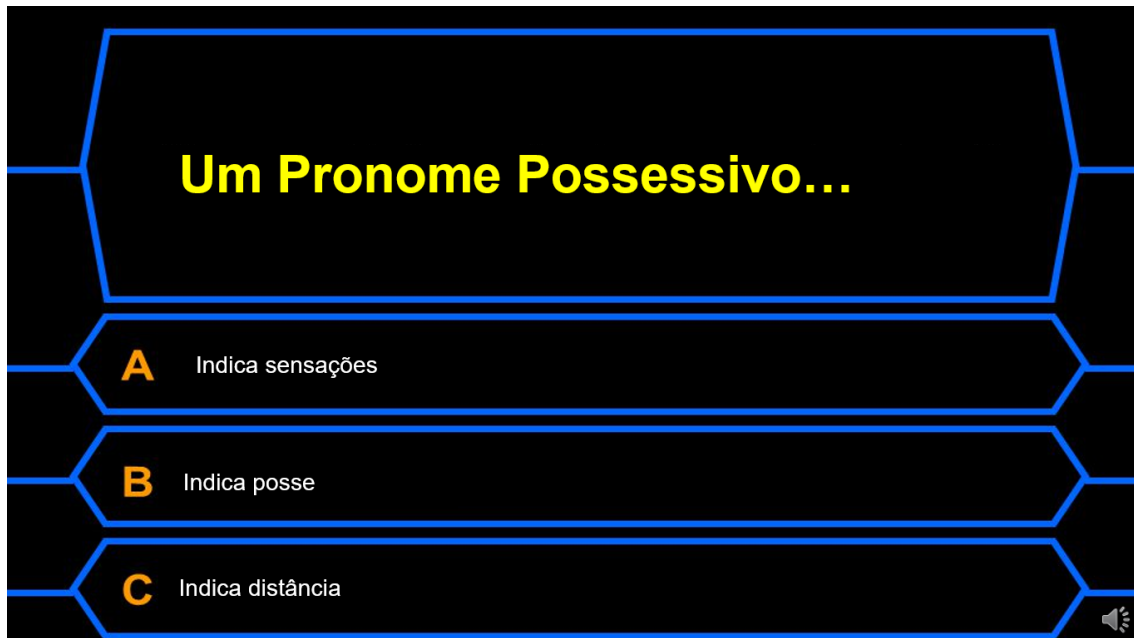 Um Pronome Possessivo…
A Indica sensações
B Indica posse
C Indica distância